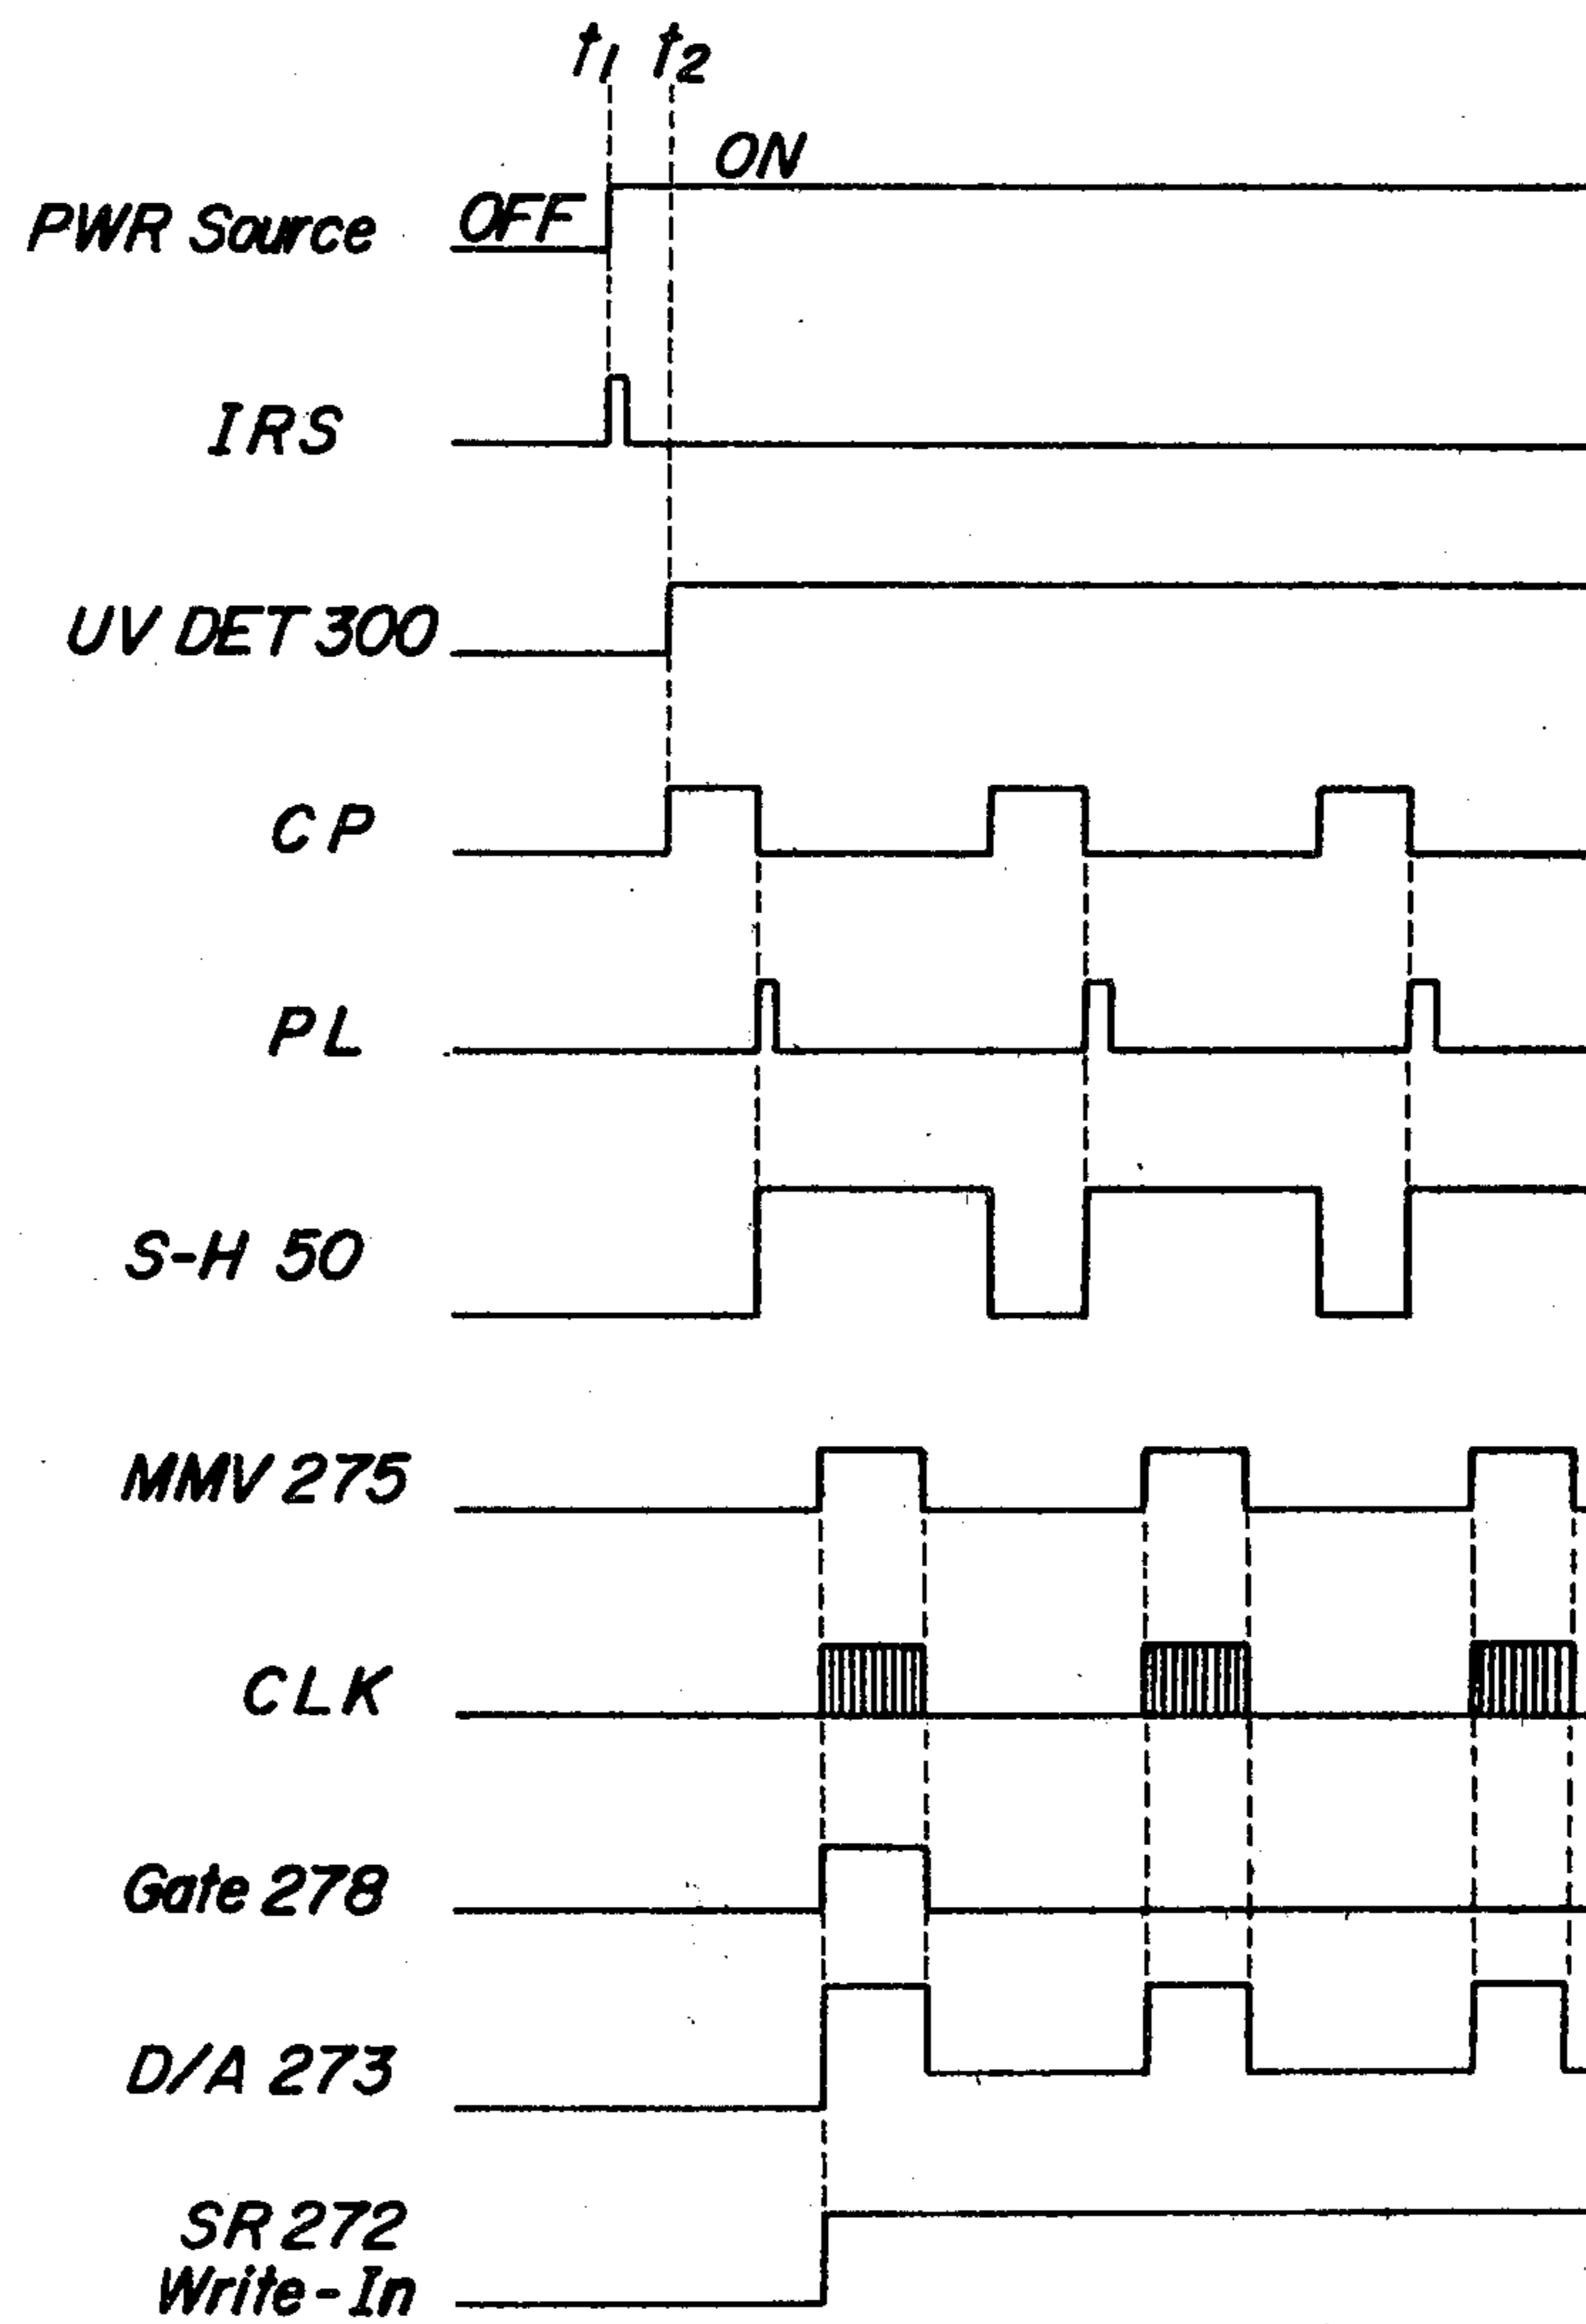 t1 t2
ON
PWR Source OFF
IRS
UV DET 300
CP
PL
S-H 50
MMV 275
CLK
Gate 278
D/A 273
SR 272
Write-In